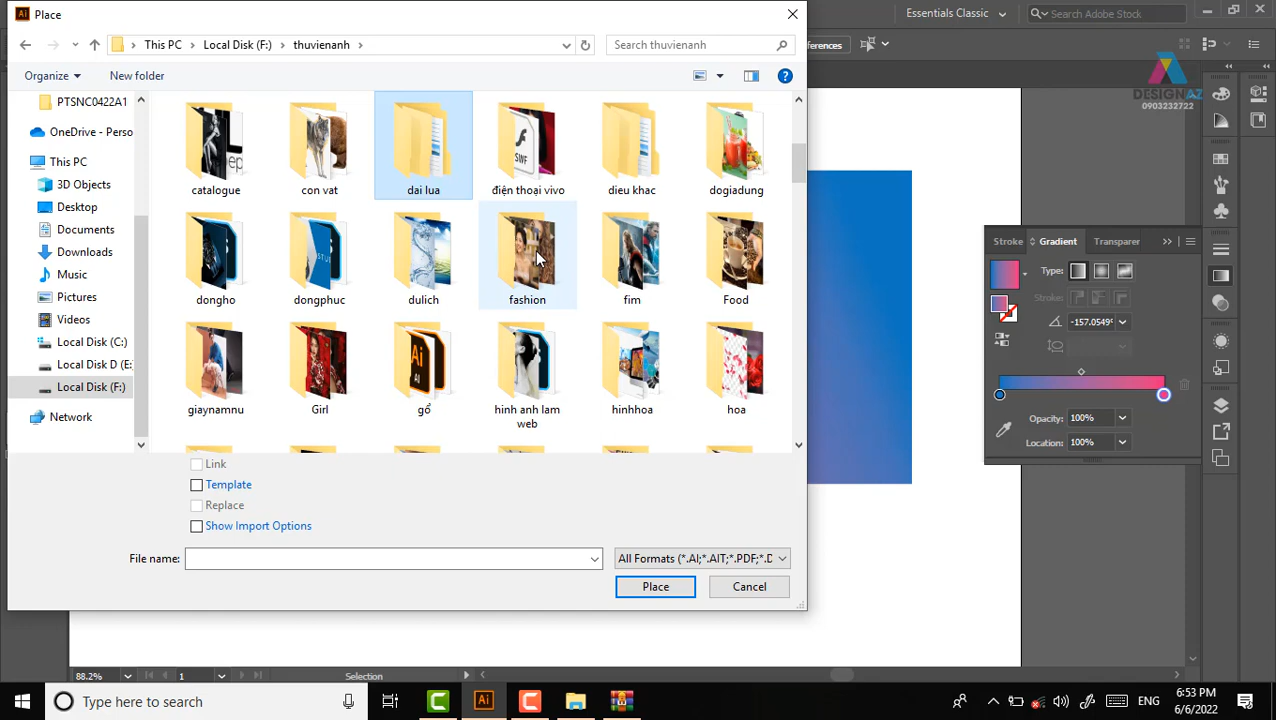 Place
Essentials Classic
Search Adobe Stock
This PC
Local Disk (F:)
thuvienanh
Search thuvienanh
Organize
New folder
PTSNC0422A1
OneDrive - Perso
This PC
3D Objects
Desktop
Documents
Downloads
Music
Pictures
Videos
Local Disk (C:)
Local Disk D (E:
Local Disk (F:)
Network
catalogue
con vat
dai lua
điện thoại vivo
dieu khac
dogiadung
dongho
dongphuc
dulich
fashion
fim
Food
giaynamnu
Girl
gổ
hinh anh lam
web
hinhhoa
hoa
Link
Template
Replace
Show Import Options
File name:
All Formats (*.AI;*.AIT;*.PDF;*.D
Place
Cancel
ferences
DESIGNAZ
0903232722
Stroke
Gradient
Transparer
Type:
Stroke:
-157.0549°
Opacity:
100%
Location:
100%
88.2%
1
Selection
Type here to search
ENG
6:53 PM
6/6/2022